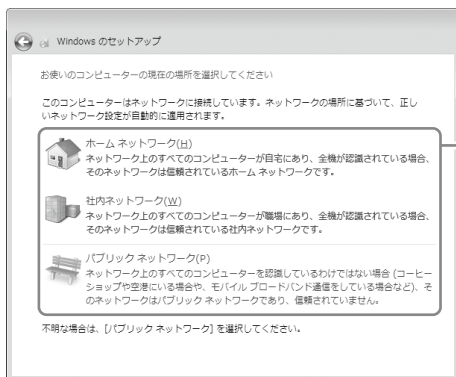 Windows のセットアップ
お使いのコンピューターの現在の場所を選択してください
このコンピューターはネットワークに接続しています。ネットワークの場所に基づいて、正し
いネットワーク設定が自動的に適用されます。
ホーム ネットワーク(H)
ネットワーク上のすべてのコンピューターが自宅にあり、全機が認識されている場合、
そのネットワークは信頼されているホーム ネットワークです。
社内ネットワーク(W)
ネットワーク上のすべてのコンピューターが職場にあり、全機が認識されている場合、
そのネットワークは信頼されている社内ネットワークです。
パブリック ネットワーク(P)
ネットワーク上のすべてのコンピューターを認識しているわけではない場合 (コーヒー
ショップや空港にいる場合や、モバイル ブロードバンド通信をしている場合など)、そ
のネットワークはパブリック ネットワークであり、信頼されていません。
不明な場合は、[パブリック ネットワーク] を選択してください。